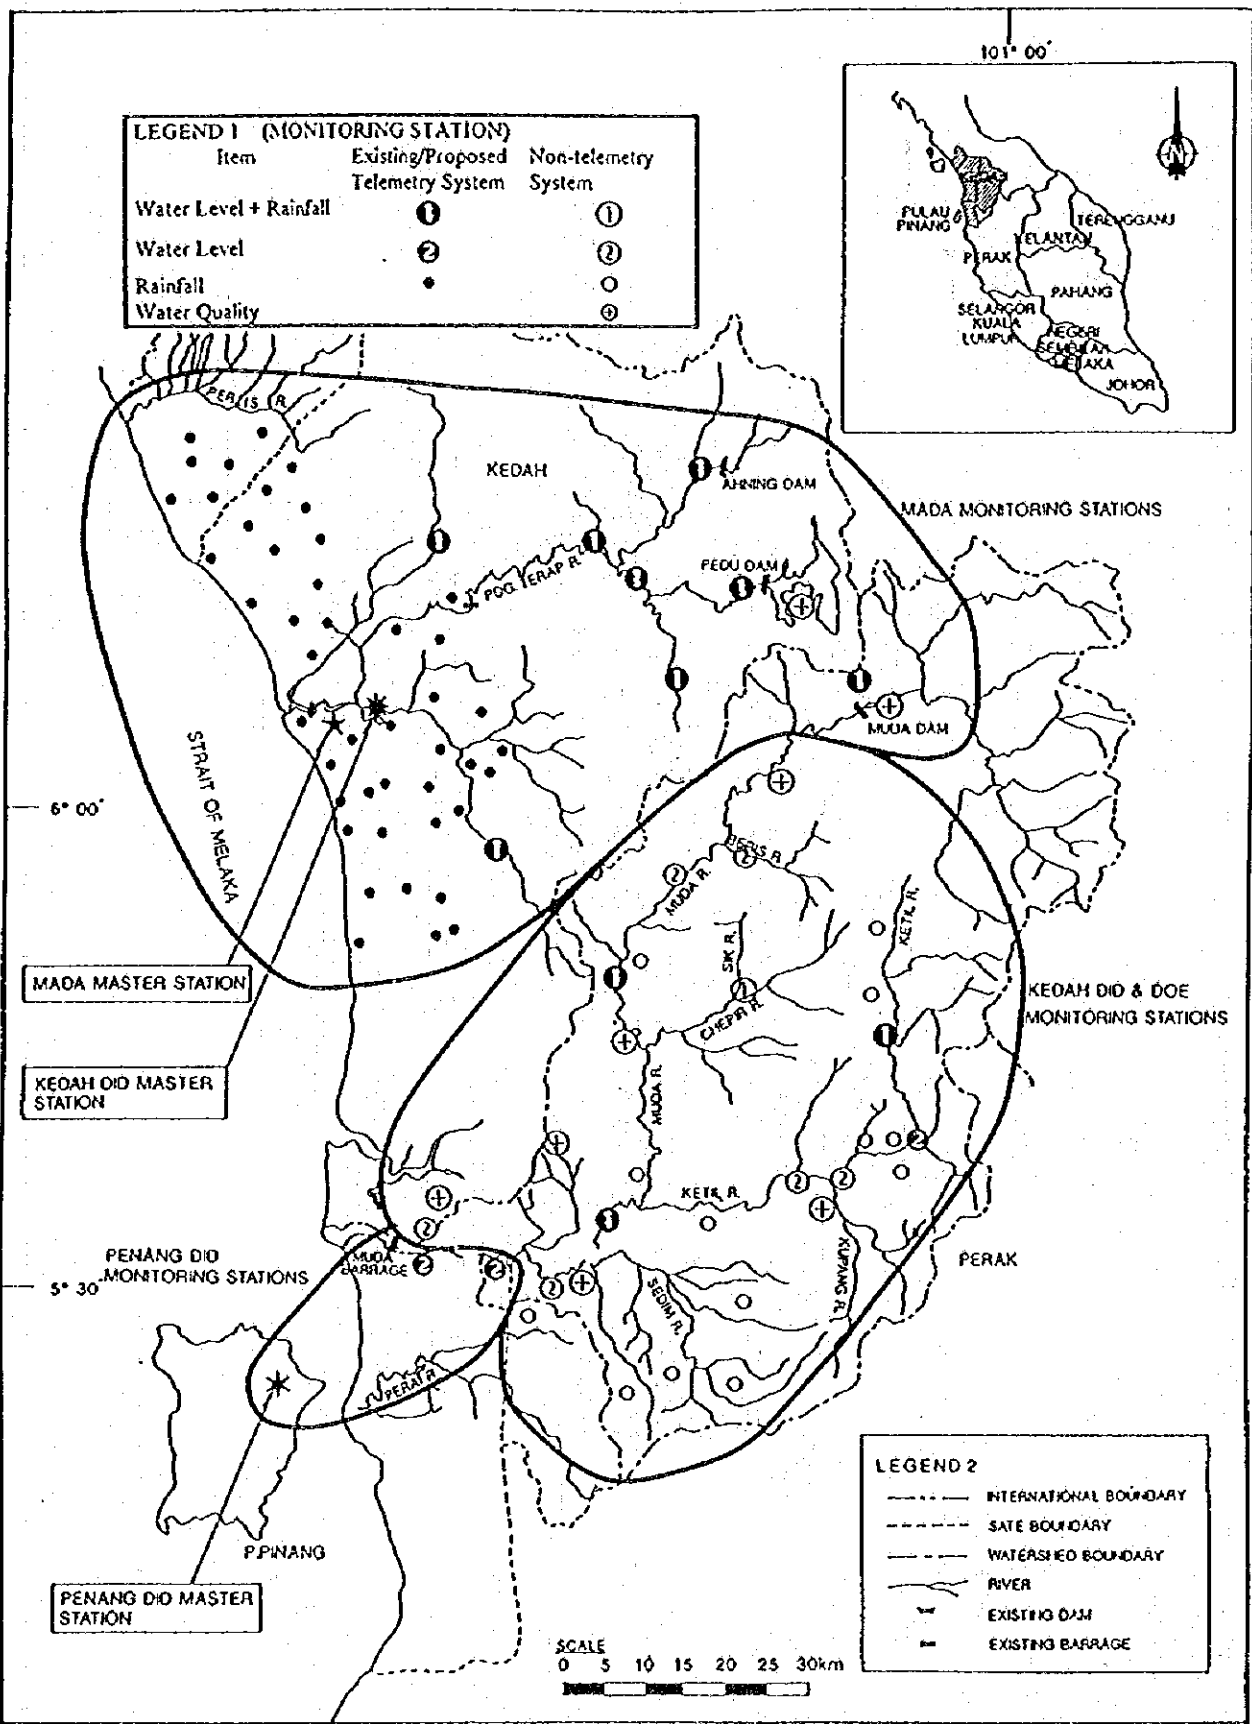 101° 00'
LEGEND 1 (MONITORING STATION)
Item Existing/Proposed Telemetry System Non-telemetry System
Water Level + Rainfall 1 1
Water Level 2 2
Rainfall
Water Quality
N
PULAU
PINANG
TERENGGANU
KELANTAN
PERAK
PAHANG
SELANGOR
KUALA
LUMPUR
NEGERI
SEMBILAN
MELAKA
JOHOR
PERLIS R.
KEDAH
AHNING DAM
MADA MONITORING STATIONS
PEDU DAM
PDG. TERAP R.
MUDA DAM
STRAIT OF MELAKA
6° 00'
BERIS R.
MUDA R.
KETIL R.
SIK R.
CHEPIR R.
MADA MASTER STATION
KEDAH DID & DOE
MONITORING STATIONS
KEDAH DID MASTER
STATION
MUDA R.
KETIL R.
PENANG DID
MONITORING STATIONS
MUDA
BARRAGE
PERAK
KUPANG R.
5° 30'
SEDIM R.
PERAI R.
P.PINANG
PENANG DID MASTER
STATION
LEGEND 2
INTERNATIONAL BOUNDARY
SATE BOUNDARY
WATERSHED BOUNDARY
RIVER
EXISTING DAM
EXISTING BARRAGE
SCALE
0 5 10 15 20 25 30km